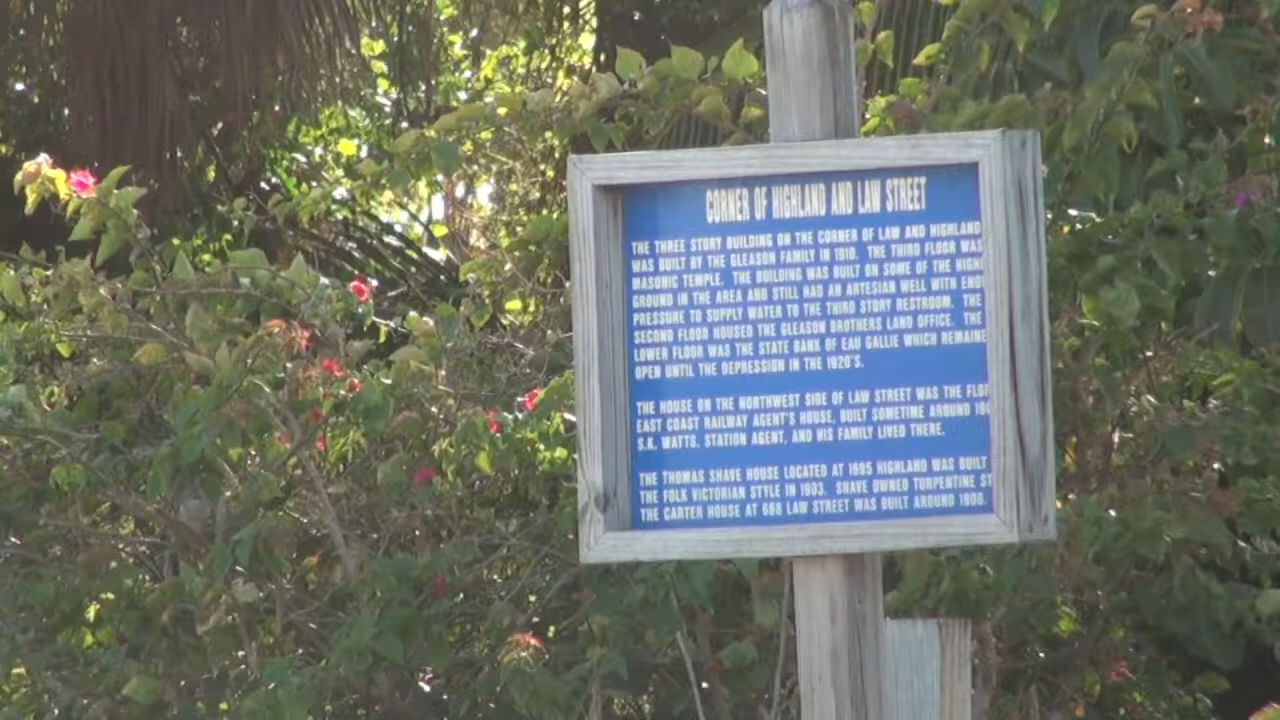 CORNER OF HIGHLAND AND LAW STREET
THE THREE STORY BUILDING ON THE CORNER OF LAW AND HIGHLAND
WAS BUILT BY THE GLEASON FAMILY IN 1910. THE THIRD FLOOR WAS
MASONIC TEMPLE. THE BUILDING WAS BUILT ON SOME OF THE
GROUND IN THE AREA AND STILL HAD AN ARTESIAN WELL WITH
PRESSURE TO SUPPLY WATER TO THE THIRD STORY RESTROOM. THE
SECOND FLOOR HOUSED THE GLEASON BROTHERS LAND OFFICE. THE
LOWER FLOOR WAS THE STATE BANK OF EAU GALLIE WHICH REMAINE
OPEN UNTIL THE DEPRESSION IN THE 1920'S.
THE HOUSE ON THE NORTHWEST SIDE OF LAW STREET WAS THE FLO
EAST COAST RAILWAY AGENT'S HOUSE, BUILT SOMETIME AROUND
S.K. WATTS, STATION AGENT, AND HIS FAMILY LIVED THERE.
THE THOMAS SHAVE HOUSE LOCATED AT 1695 HIGHLAND WAS BUILT
THE FOLK VICTORIAN STYLE IN 1903. SHAVE OWNED TURPENTINE ST
THE CARTER HOUSE AT 668 LAW STREET WAS BUILT AROUND 1900.